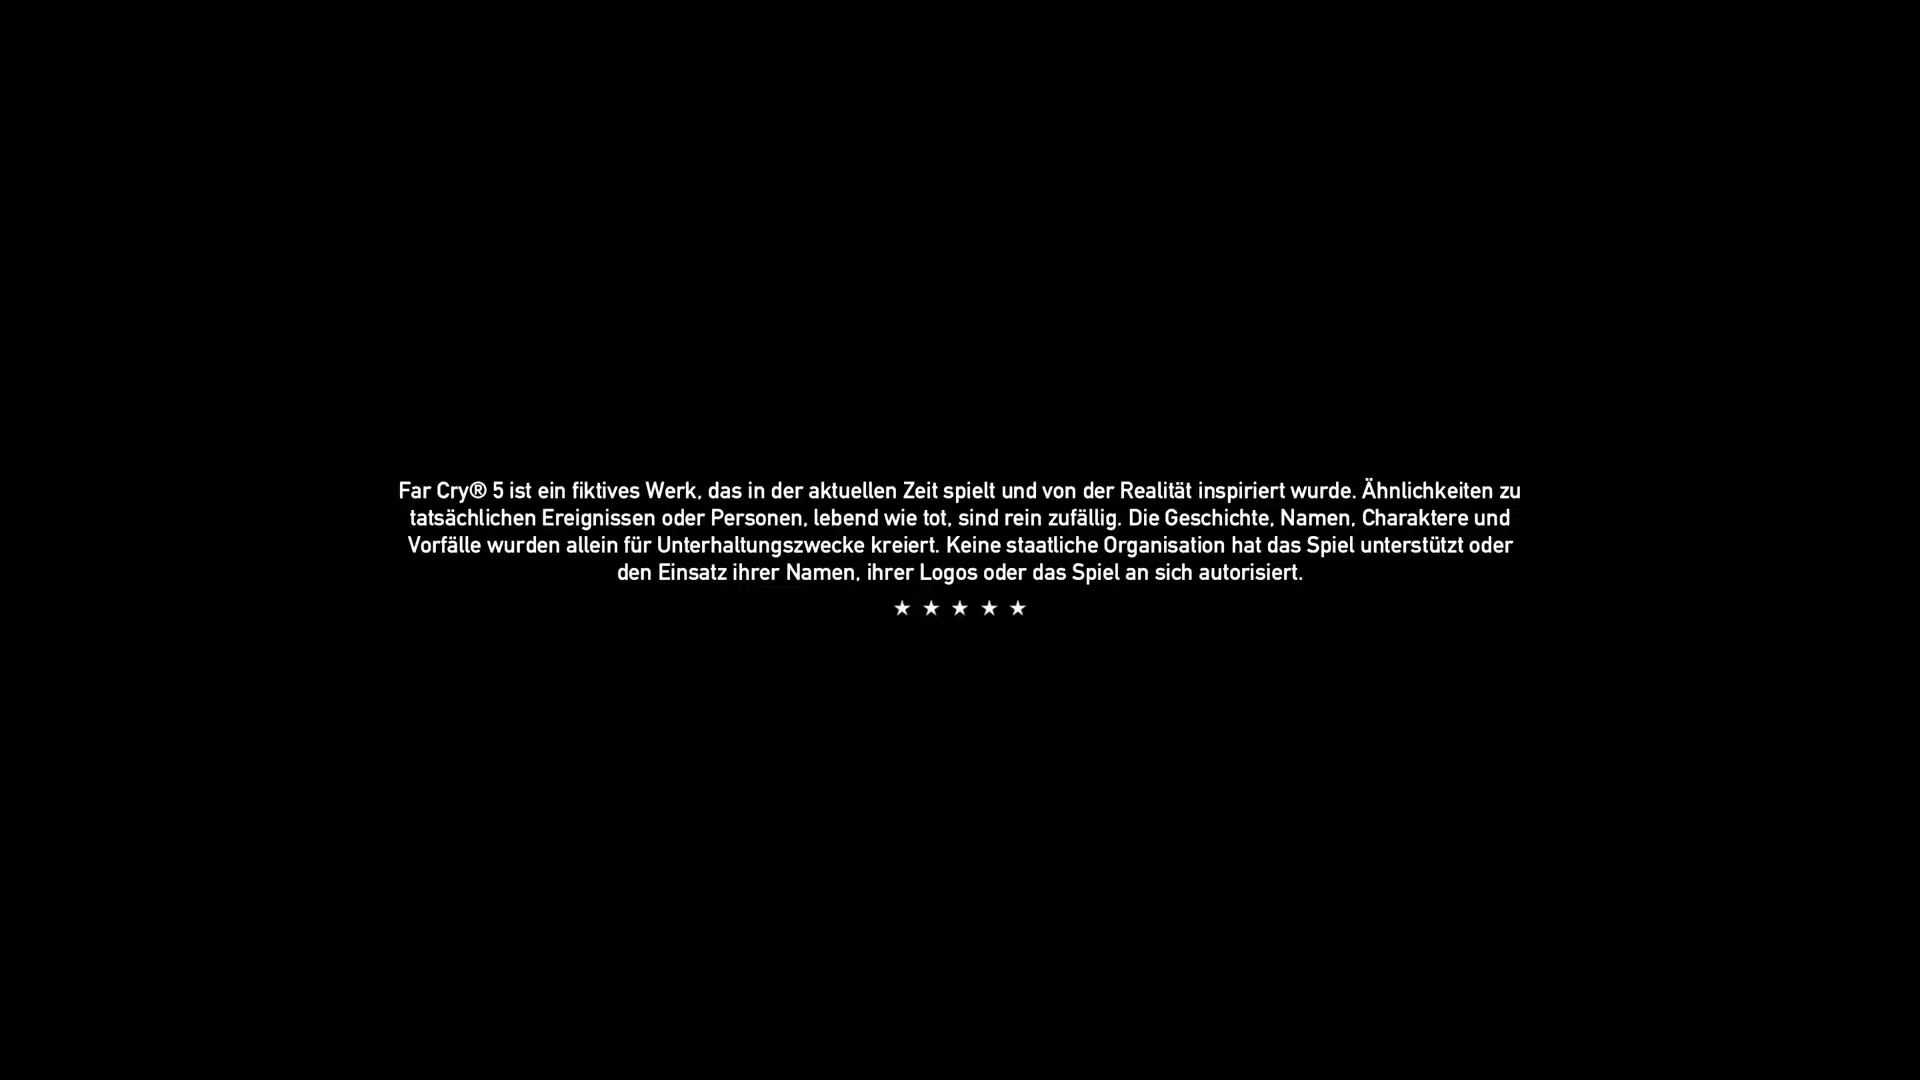 Far Cry® 5 ist ein fiktives Werk, das in der aktuellen Zeit spielt und von der Realität inspiriert wurde. Ähnlichkeiten zu
tatsächlichen Ereignissen oder Personen, lebend wie tot, sind rein zufällig. Die Geschichte, Namen, Charaktere und
Vorfälle wurden allein für Unterhaltungszwecke kreiert. Keine staatliche Organisation hat das Spiel unterstützt oder
den Einsatz ihrer Namen, ihrer Logos oder das Spiel an sich autorisiert.
★ ★ ★ ★ ★